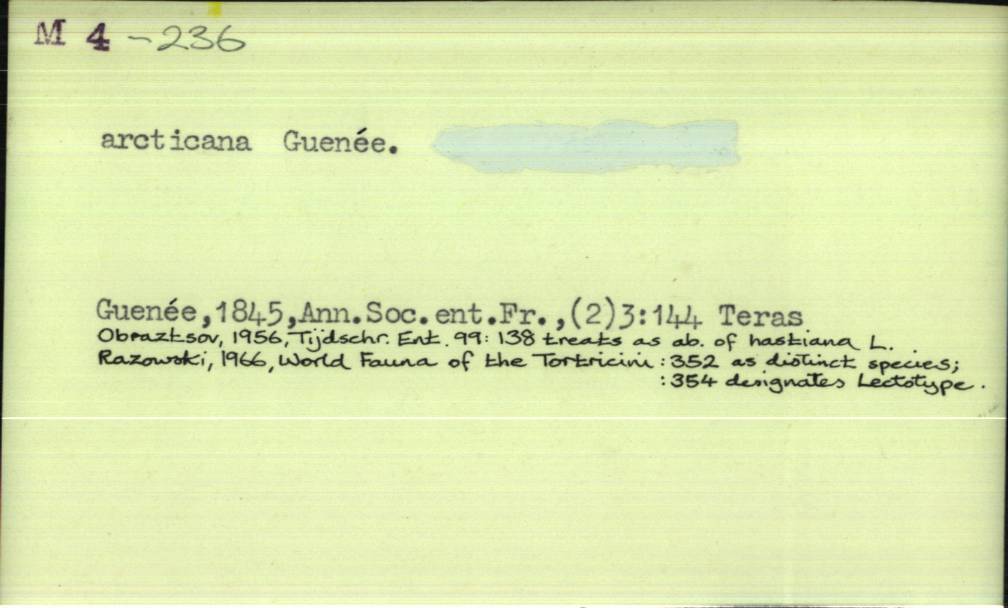 M 4 - 236
arcticana Guenée.
Guenée,1845,Ann.Soc.ent.Fr.,(2)3:144 Teras
Obraztsov, 1956, Tijdschr. Ent. 99: 138 treats as ab. of hastiana L.
Razowski, 1966, World Fauna of the Tortricini :352 as distinct species;
:354 designates Lectotype.